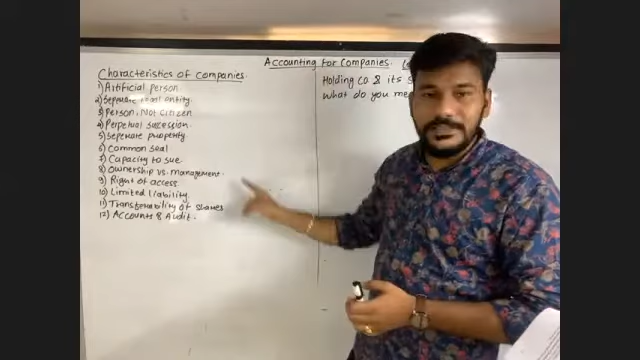 Accounting for Companies.
Characteristics of companies
1) Artificial person
2) Separate legal entity.
3) Person, Not citizen
4) Perpetual succession.
5) Seperate property
6) Common seal
7) Capacity to sue
8) Ownership vs. management.
9) Right of access.
10) Limited liability.
11) Transferability of shares
12) Accounts & Audit.
Holding co. & its
What do you